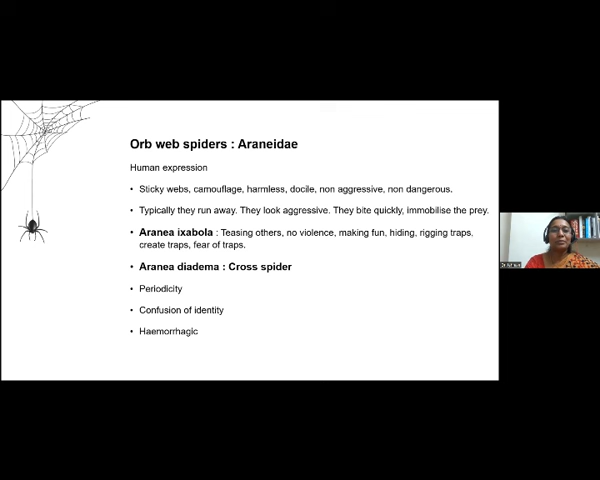 Orb web spiders : Araneidae
Human expression
• Sticky webs, camouflage, harmless, docile, non aggressive, non dangerous.
• Typically they run away. They look aggressive. They bite quickly, immobilise the prey.
• Aranea ixabola : Teasing others, no violence, making fun, hiding, rigging traps,
create traps, fear of traps.
• Aranea diadema : Cross spider
• Periodicity
• Confusion of identity
• Haemorrhagic